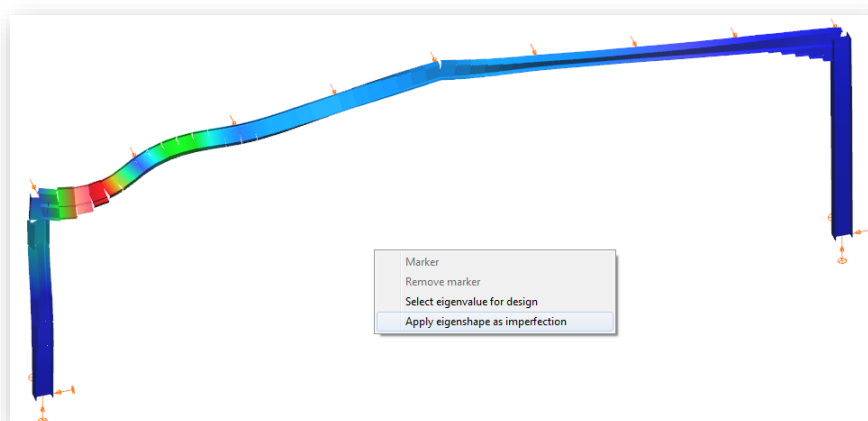 Marker
Remove marker
Select eigenvalue for design
Apply eigenshape as imperfection